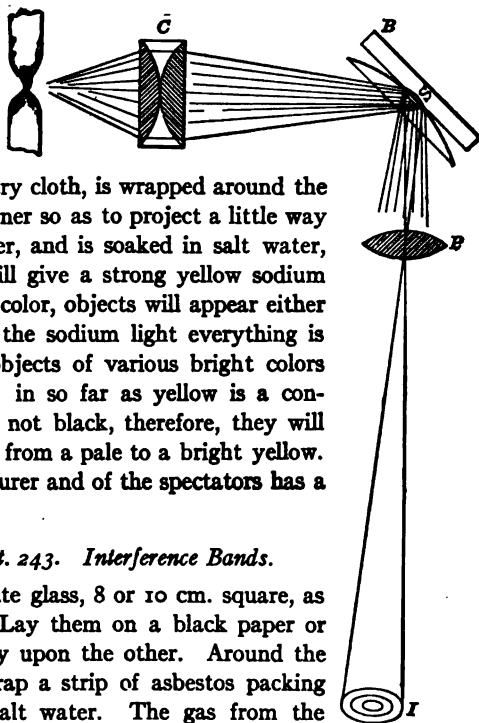 C
B
S
ry cloth, is wrapped around the
ner so as to project a little way
er, and is soaked in salt water,
B
ill give a strong yellow sodium
color, objects will appear either
the sodium light everything is
bjects of various bright colors
in so far as yellow is a con-
not black, therefore, they will
from a pale to a bright yellow.
urer and of the spectators has a
t. 243. Interference Bands.
te glass, 8 or 10 cm. square, as
Lay them on a black paper or
y upon the other. Around the
rap a strip of asbestos packing
alt water. The gas from the
I